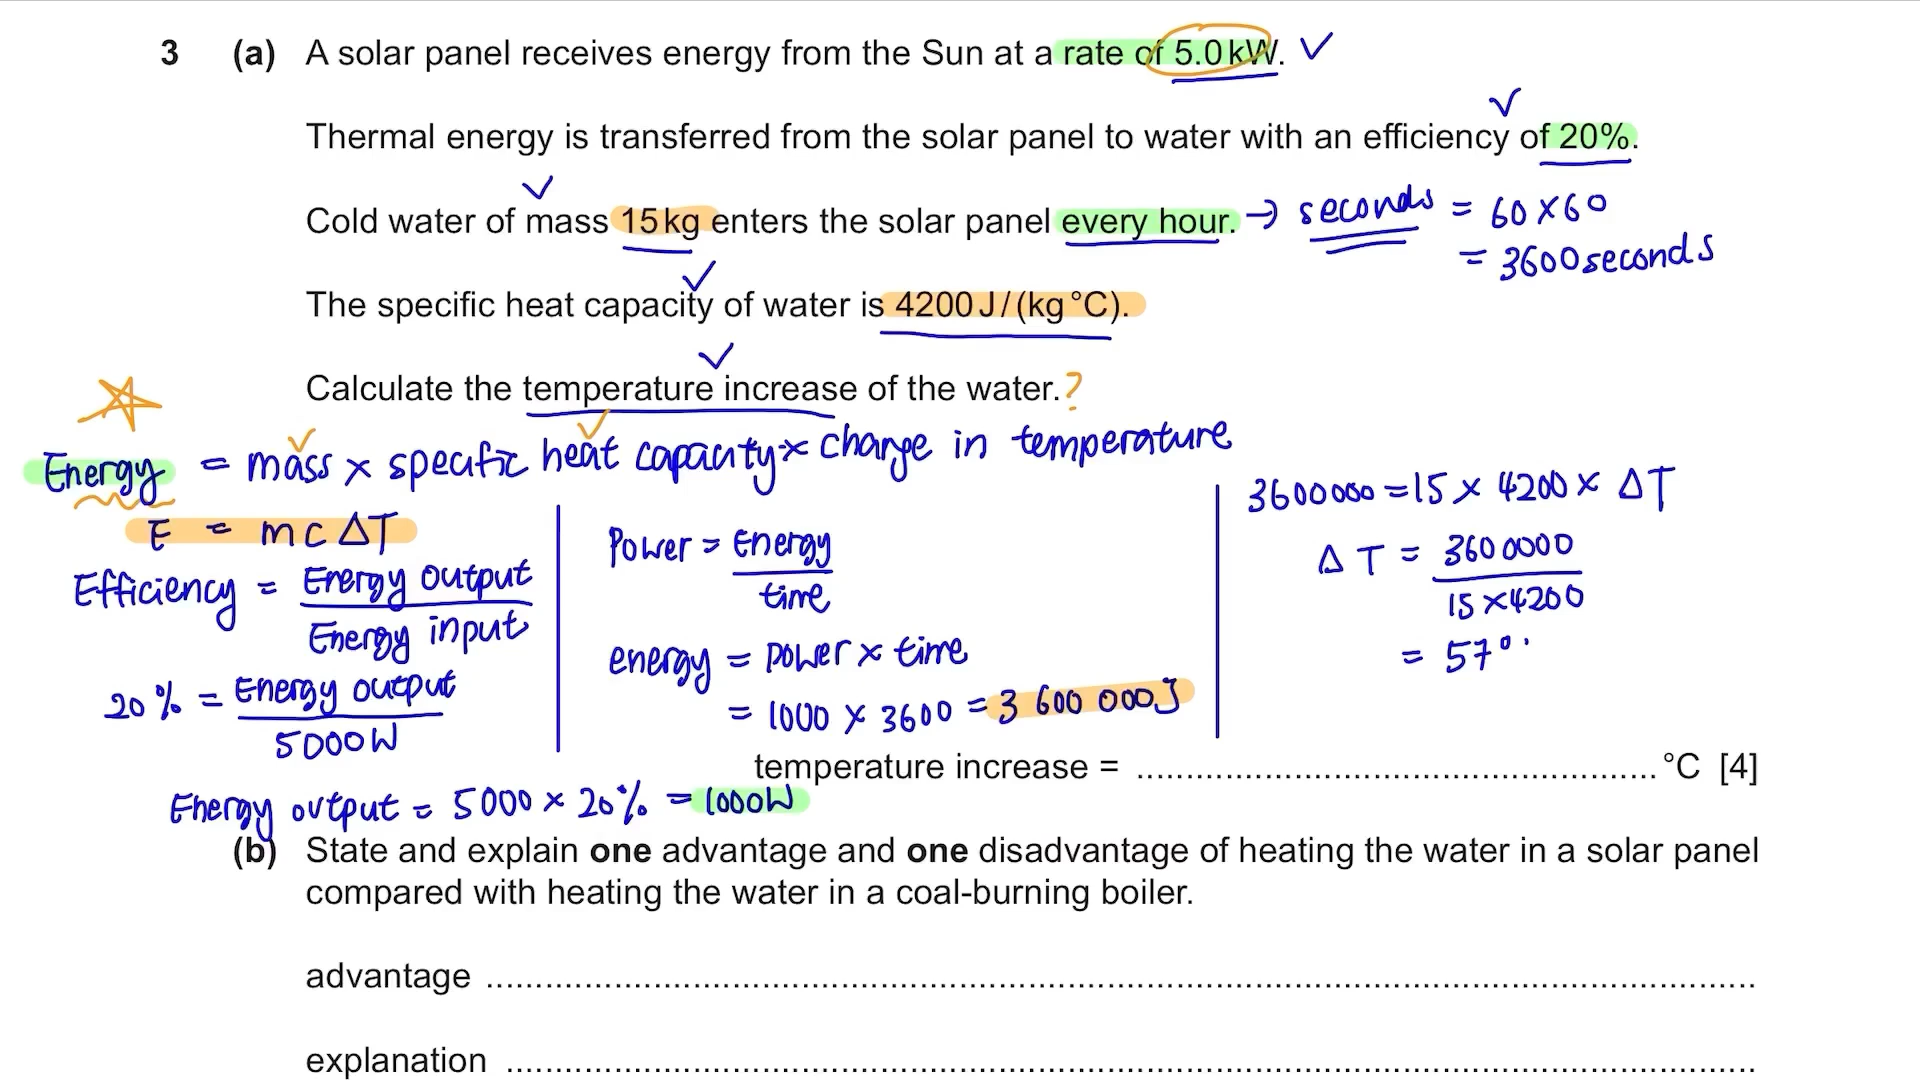 3 (a) A solar panel receives energy from the Sun at a rate of 5.0 kW.
Thermal energy is transferred from the solar panel to water with an efficiency of 20%.
Cold water of mass 15 kg enters the solar panel every hour. → seconds = 60 × 60
= 3600 seconds
The specific heat capacity of water is 4200 J/(kg °C).
Calculate the temperature increase of the water. ?
Energy = mass × specific heat capacity × change in temperature
E = mcΔT
Efficiency = Energy output
Energy input
20% = Energy output
5000W
Energy output = 5000 × 20% = 1000W
Power = Energy
time
energy = power × time
= 1000 × 3600 = 3 600 000J
3600000 = 15 × 4200 × ΔT
ΔT = 3600000
15 × 4200
= 57°.
temperature increase = ........................................................ °C [4]
(b) State and explain one advantage and one disadvantage of heating the water in a solar panel
compared with heating the water in a coal-burning boiler.
advantage ................................................................................................
explanation ................................................................................................